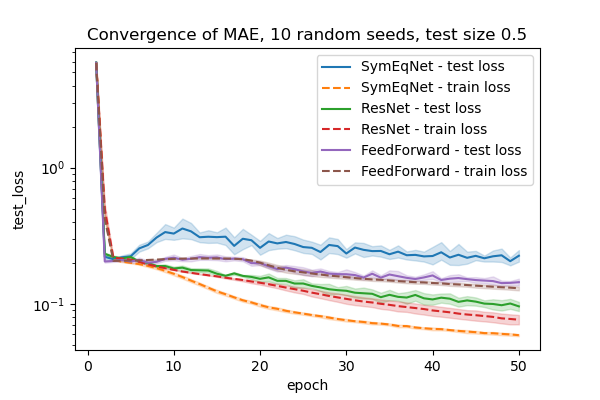 Convergence of MAE, 10 random seeds, test size 0.5
SymEqNet - test loss
SymEqNet - train loss
ResNet - test loss
ResNet - train loss
FeedForward - test loss
FeedForward - train loss
test_loss
10⁰
10⁻¹
0 10 20 30 40 50
epoch